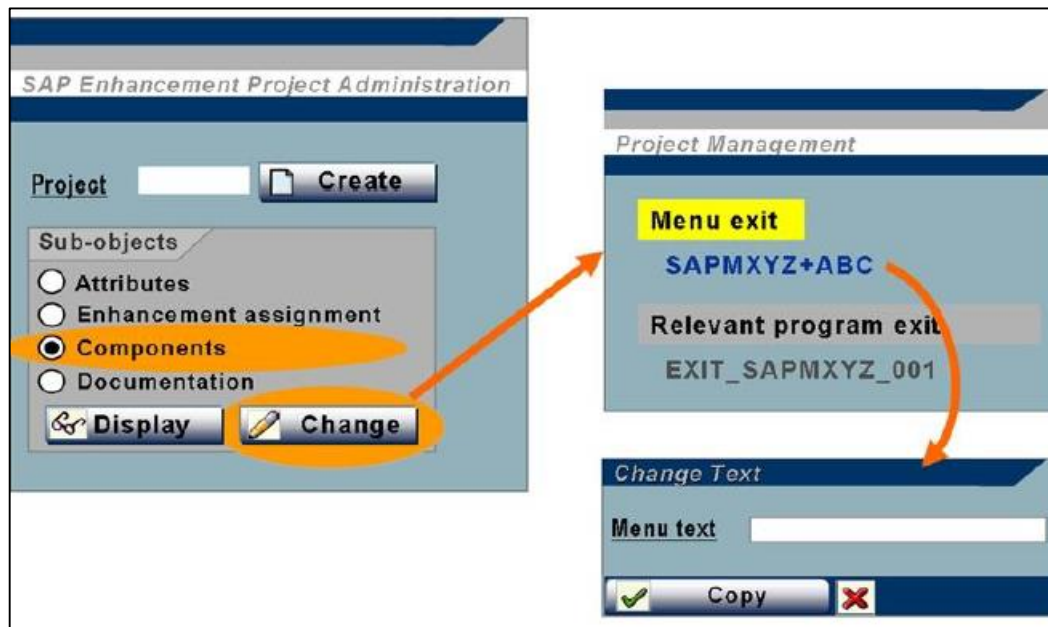 SAP Enhancement Project Administration
Project
Create
Sub-objects
Attributes
Enhancement assignment
Components
Documentation
Display
Change
Project Management
Menu exit
SAPMXYZ+ABC
Relevant program exit
EXIT_SAPMXYZ_001
Change Text
Menu text
Copy